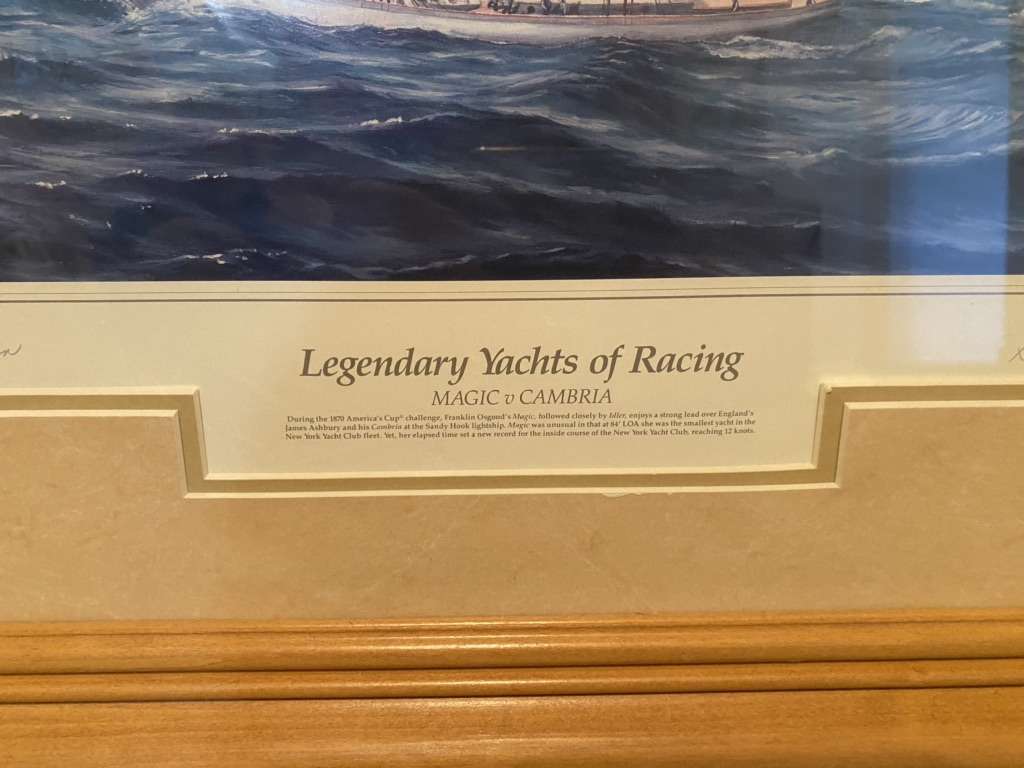 Legendary Yachts of Racing
MAGIC v CAMBRIA
During the 1870 America's Cup® challenge, Franklin Osgood's Magic, followed closely by Idler, enjoys a strong lead over England's
James Ashbury and his Cambria at the Sandy Hook lightship. Magic was unusual in that at 84' LOA she was the smallest yacht in the
New York Yacht Club fleet. Yet, her elapsed time set a new record for the inside course of the New York Yacht Club, reaching 12 knots.